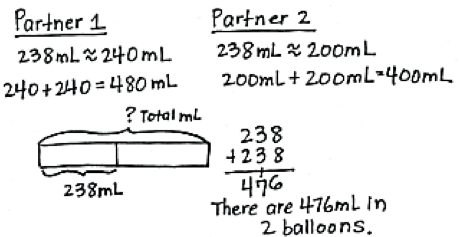 Partner 1
238mL ≈ 240mL
240 + 240 = 480 mL
Partner 2
238mL ≈ 200mL
200mL + 200mL = 400mL
? Total mL
238mL
238
+238
476
There are 476mL in
2 balloons.